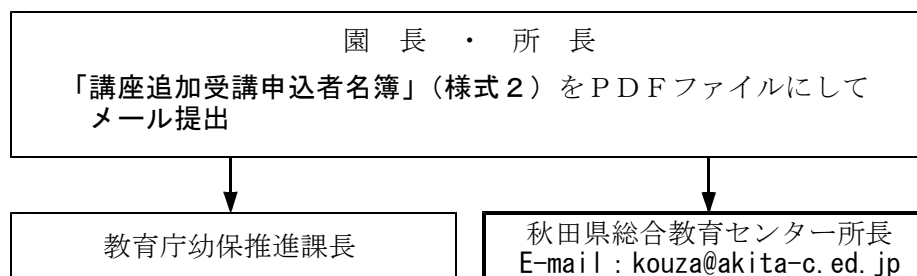 園　長　・　所　長
「講座追加受講申込者名簿」（様式２）をＰＤＦファイルにして
メール提出
教育庁幼保推進課長
秋田県総合教育センター所長
E-mail：kouza@akita-c.ed.jp